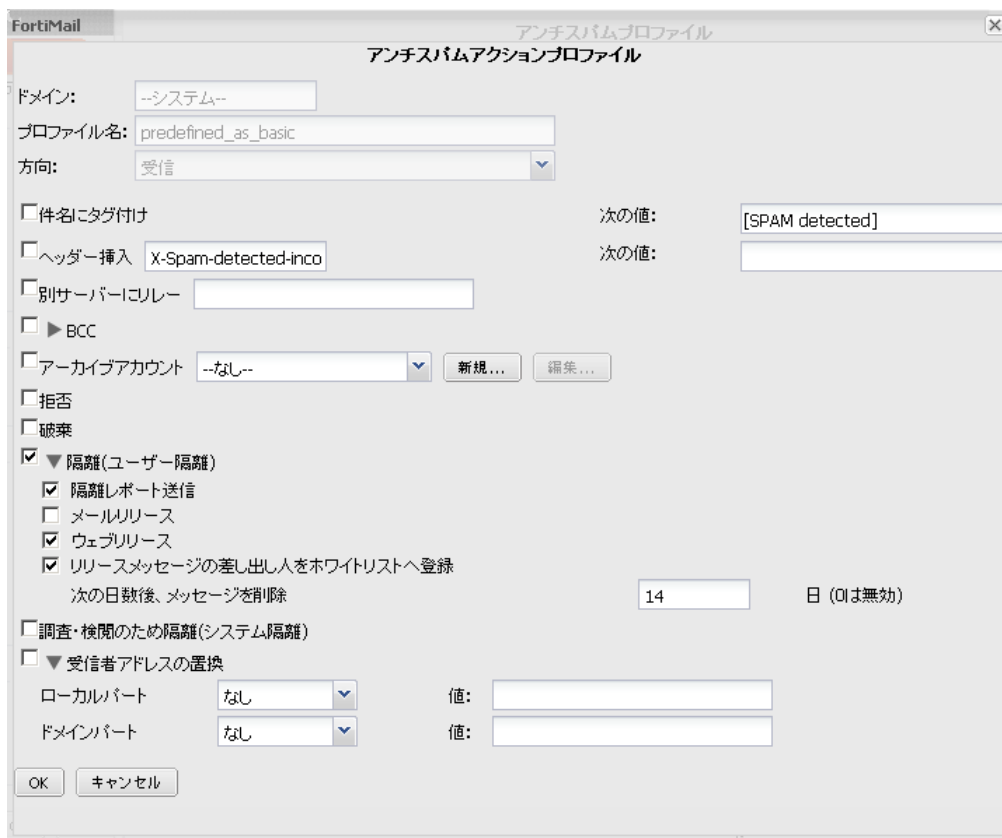 FortiMail
アンチスパムプロファイル
アンチスパムアクションプロファイル
ドメイン: --システム--
プロファイル名: predefined_as_basic
方向: 受信
件名にタグ付け 次の値: [SPAM detected]
ヘッダー挿入 X-Spam-detected-inco 次の値:
別サーバーにリレー
BCC
アーカイブアカウント --なし-- 新規... 編集...
拒否
破棄
隔離(ユーザー隔離)
隔離レポート送信
メールリリース
ウェブリリース
リリースメッセージの差し出し人をホワイトリストへ登録
次の日数後、メッセージを削除 14 日 (0は無効)
調査・検閲のため隔離(システム隔離)
受信者アドレスの置換
ローカルパート なし 値:
ドメインパート なし 値:
OK キャンセル